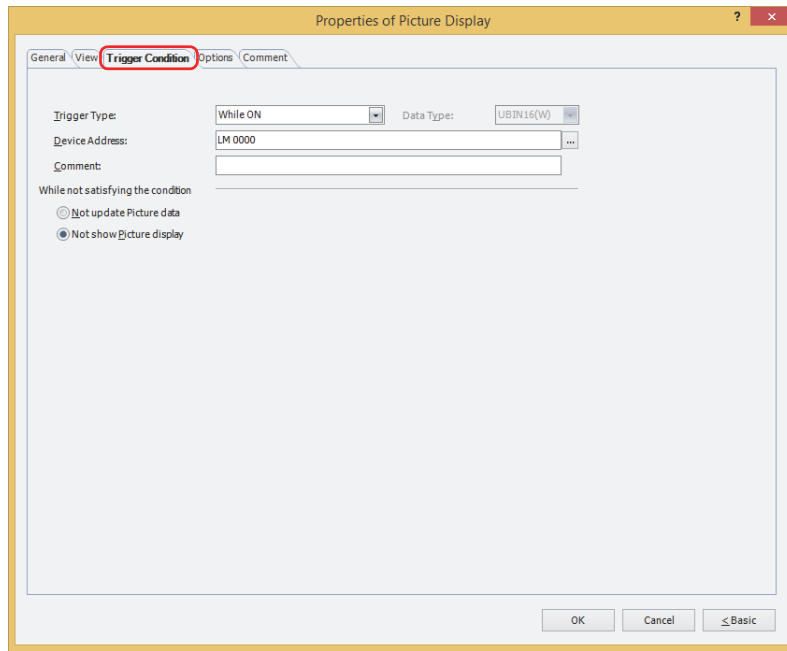 Properties of Picture Display
? ×
General View Trigger Condition Options Comment
Trigger Type: While ON Data Type: UBIN16(W)
Device Address: LM 0000 ...
Comment:
While not satisfying the condition
Not update Picture data
Not show Picture display
OK Cancel < Basic